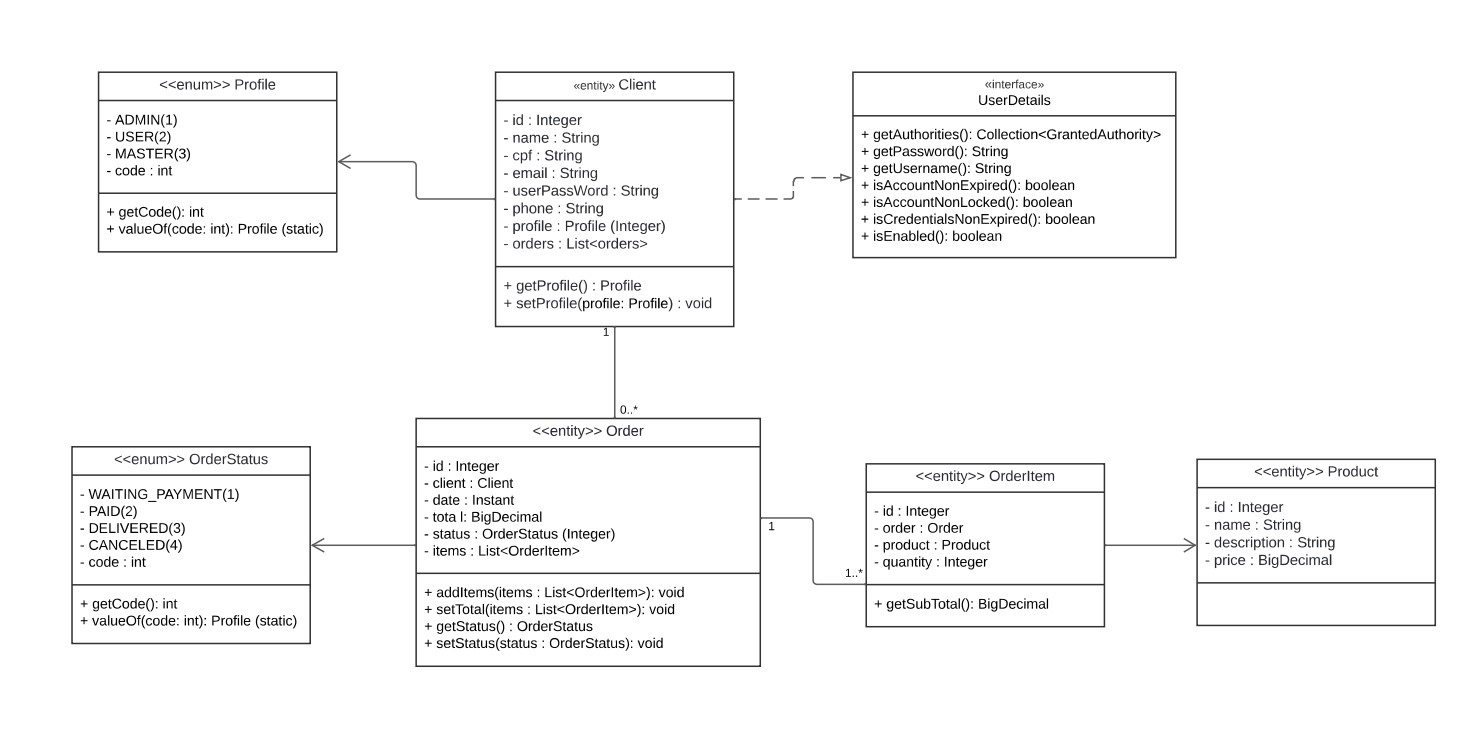 <<enum>> Profile
- ADMIN(1)
- USER(2)
- MASTER(3)
- code : int
+ getCode(): int
+ valueOf(code: int): Profile (static)
«entity» Client
- id : Integer
- name : String
- cpf : String
- email : String
- userPassWord : String
- phone : String
- profile : Profile (Integer)
- orders : List<orders>
+ getProfile() : Profile
+ setProfile(profile: Profile) : void
«interface»
UserDetails
+ getAuthorities(): Collection<GrantedAuthority>
+ getPassword(): String
+ getUsername(): String
+ isAccountNonExpired(): boolean
+ isAccountNonLocked(): boolean
+ isCredentialsNonExpired(): boolean
+ isEnabled(): boolean
1
0..*
<<enum>> OrderStatus
- WAITING_PAYMENT(1)
- PAID(2)
- DELIVERED(3)
- CANCELED(4)
- code : int
+ getCode(): int
+ valueOf(code: int): Profile (static)
<<entity>> Order
- id : Integer
- client : Client
- date : Instant
- tota l: BigDecimal
- status : OrderStatus (Integer)
- items : List<OrderItem>
+ addItems(items : List<OrderItem>): void
+ setTotal(items : List<OrderItem>): void
+ getStatus() : OrderStatus
+ setStatus(status : OrderStatus): void
1
1..*
<<entity>> OrderItem
- id : Integer
- order : Order
- product : Product
- quantity : Integer
+ getSubTotal(): BigDecimal
<<entity>> Product
- id : Integer
- name : String
- description : String
- price : BigDecimal